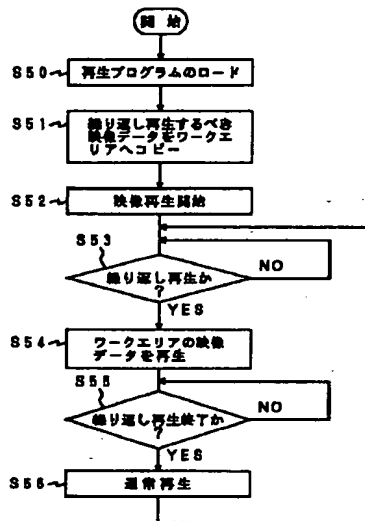 開始
S50
再生プログラムのロード
S51
繰り返し再生するべき
映像データをワークエ
リアへコピー
S52
映像再生開始
S53
繰り返し再生か
?
NO
YES
S54
ワークエリアの映像
データを再生
S55
繰り返し再生終了か
?
NO
YES
S56
通常再生